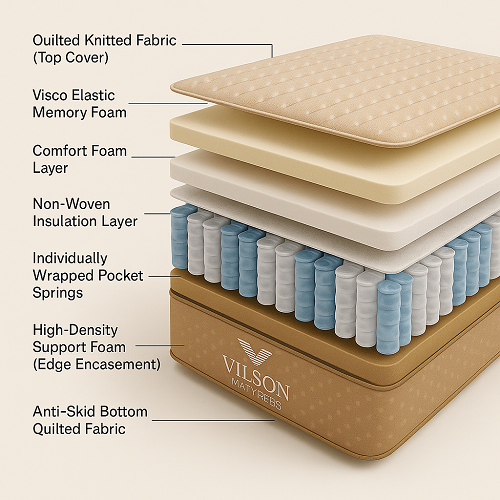 Ouilted Knitted Fabric
(Top Cover)
Visco Elastic
Memory Foam
Comfort Foam
Layer
Non-Woven
Insulation Layer
Individually
Wrapped Pocket
Springs
High-Density
Support Foam
(Edge Encasement)
VILSON
MATYREBS
Anti-Skid Bottom
Quilted Fabric